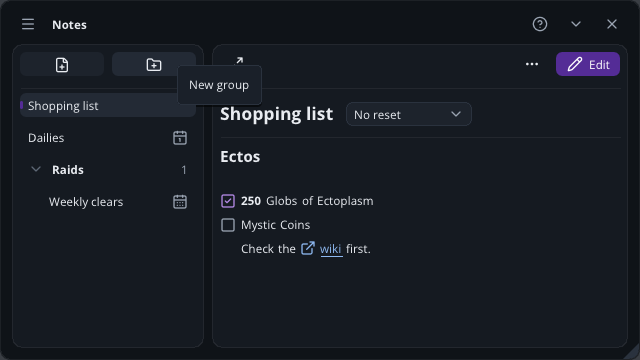 Notes
New group
Edit
Shopping list
Dailies
Raids 1
Weekly clears
Shopping list No reset
Ectos
250 Globs of Ectoplasm
Mystic Coins
Check the wiki first.